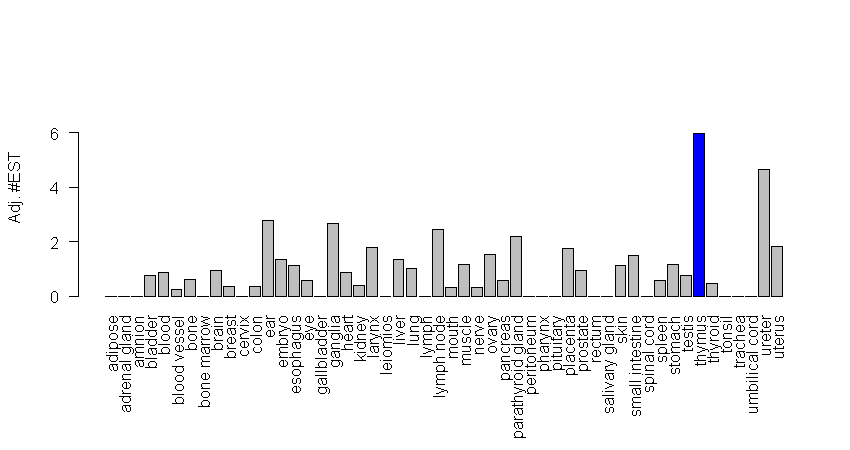 Adj. #EST
6
4
2
0
adipose
adrenal gland
amnion
bladder
blood
blood vessel
bone
bone marrow
brain
breast
cervix
colon
ear
embryo
esophagus
eye
gallbladder
ganglia
heart
kidney
larynx
leiomios
liver
lung
lymph
lymph node
mouth
muscle
nerve
ovary
pancreas
parathyroid gland
peritoneum
pharynx
pituitary
placenta
prostate
rectum
salivary gland
skin
small intestine
spinal cord
spleen
stomach
testis
thymus
thyroid
tonsil
trachea
umbilical cord
ureter
uterus